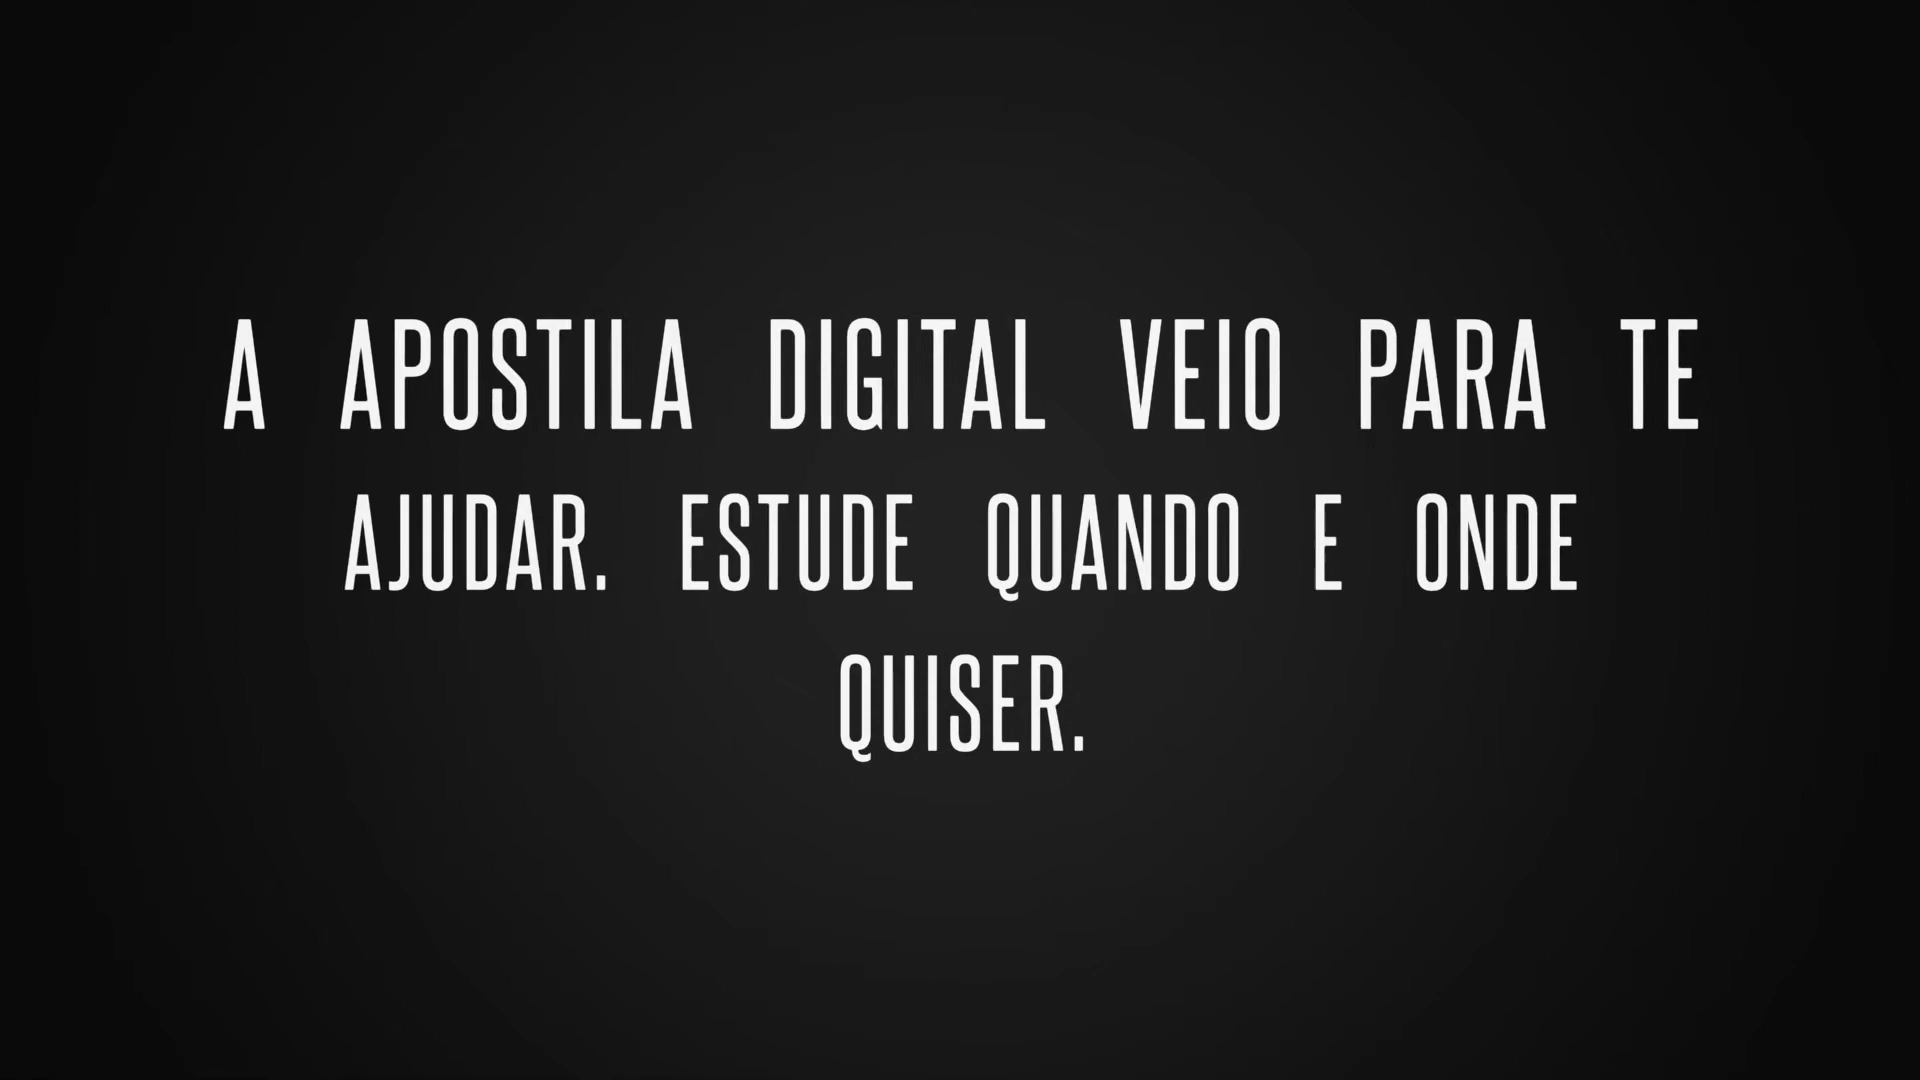 A APOSTILA DIGITAL VEIO PARA TE
AJUDAR. ESTUDE QUANDO E ONDE
QUISER.